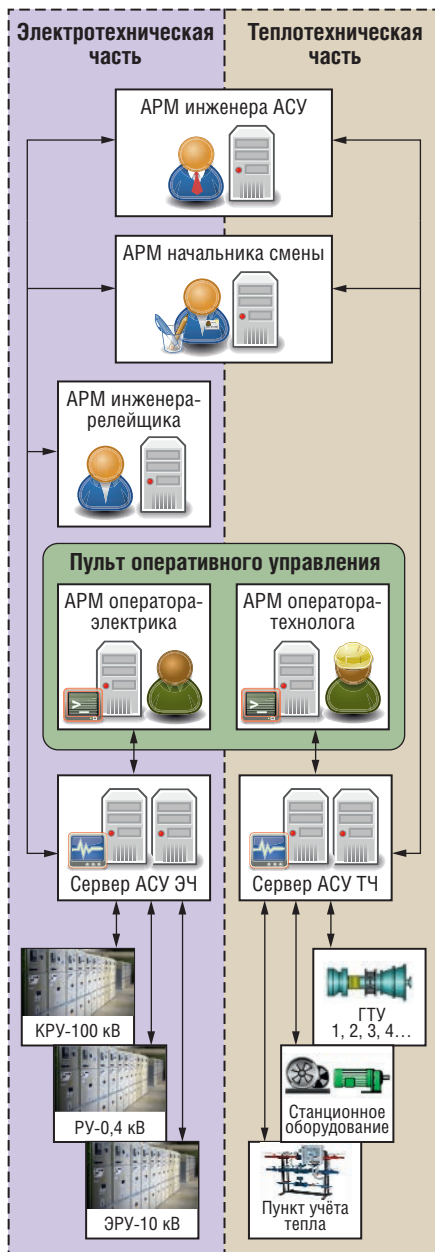 Электротехническая
часть
Теплотехническая
часть
АРМ инженера АСУ
АРМ начальника смены
АРМ инженера-
релейщика
Пульт оперативного управления
АРМ оператора-
электрика
АРМ оператора-
технолога
Сервер АСУ ЭЧ
Сервер АСУ ТЧ
КРУ-100 кВ
РУ-0,4 кВ
ЭРУ-10 кВ
ГТУ
1, 2, 3, 4...
Станционное
оборудование
Пункт учёта
тепла